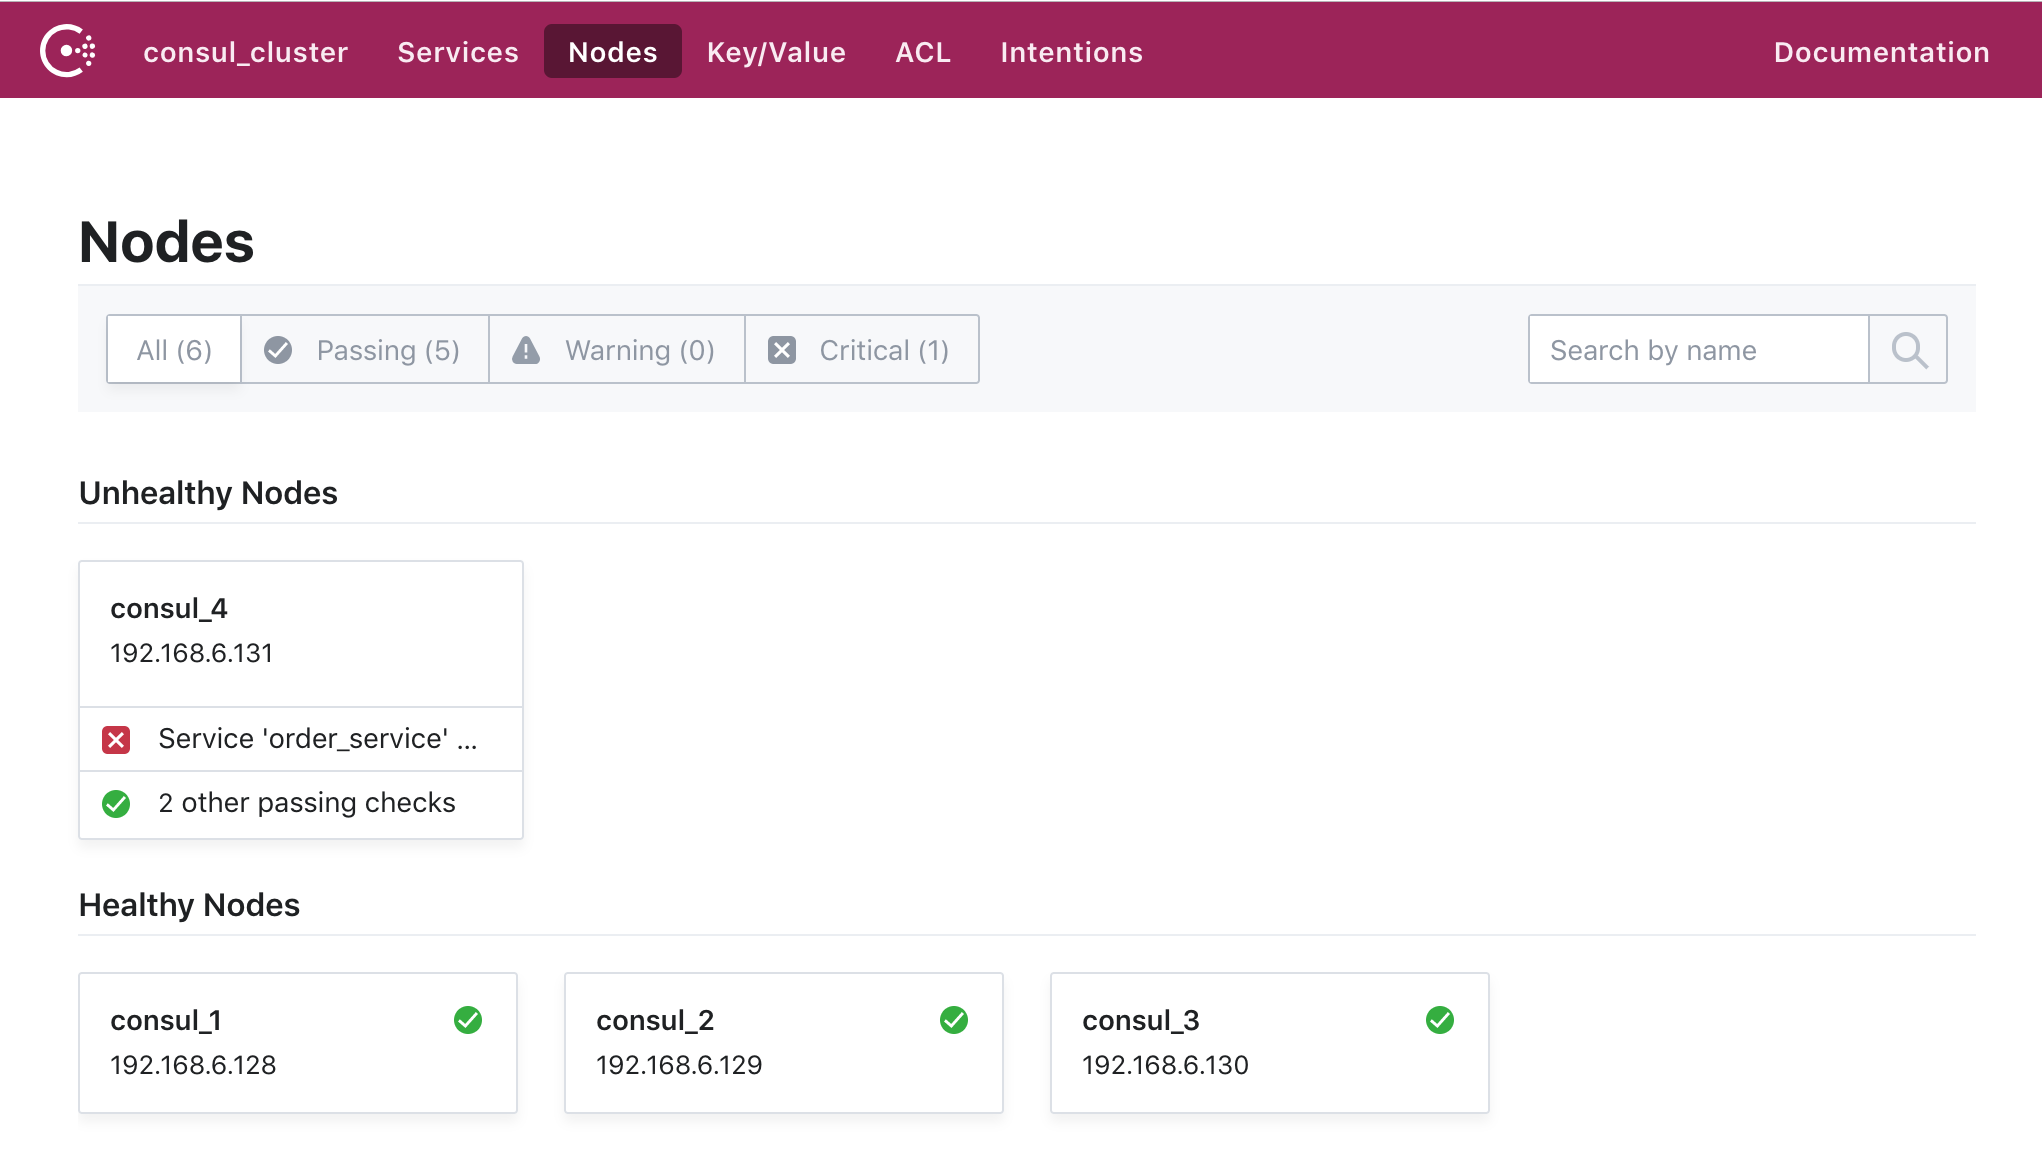 consul_cluster Services Nodes Key/Value ACL Intentions Documentation
Nodes
All (6) Passing (5) Warning (0) Critical (1) Search by name
Unhealthy Nodes
consul_4
192.168.6.131
Service 'order_service' ...
2 other passing checks
Healthy Nodes
consul_1 consul_2 consul_3
192.168.6.128 192.168.6.129 192.168.6.130